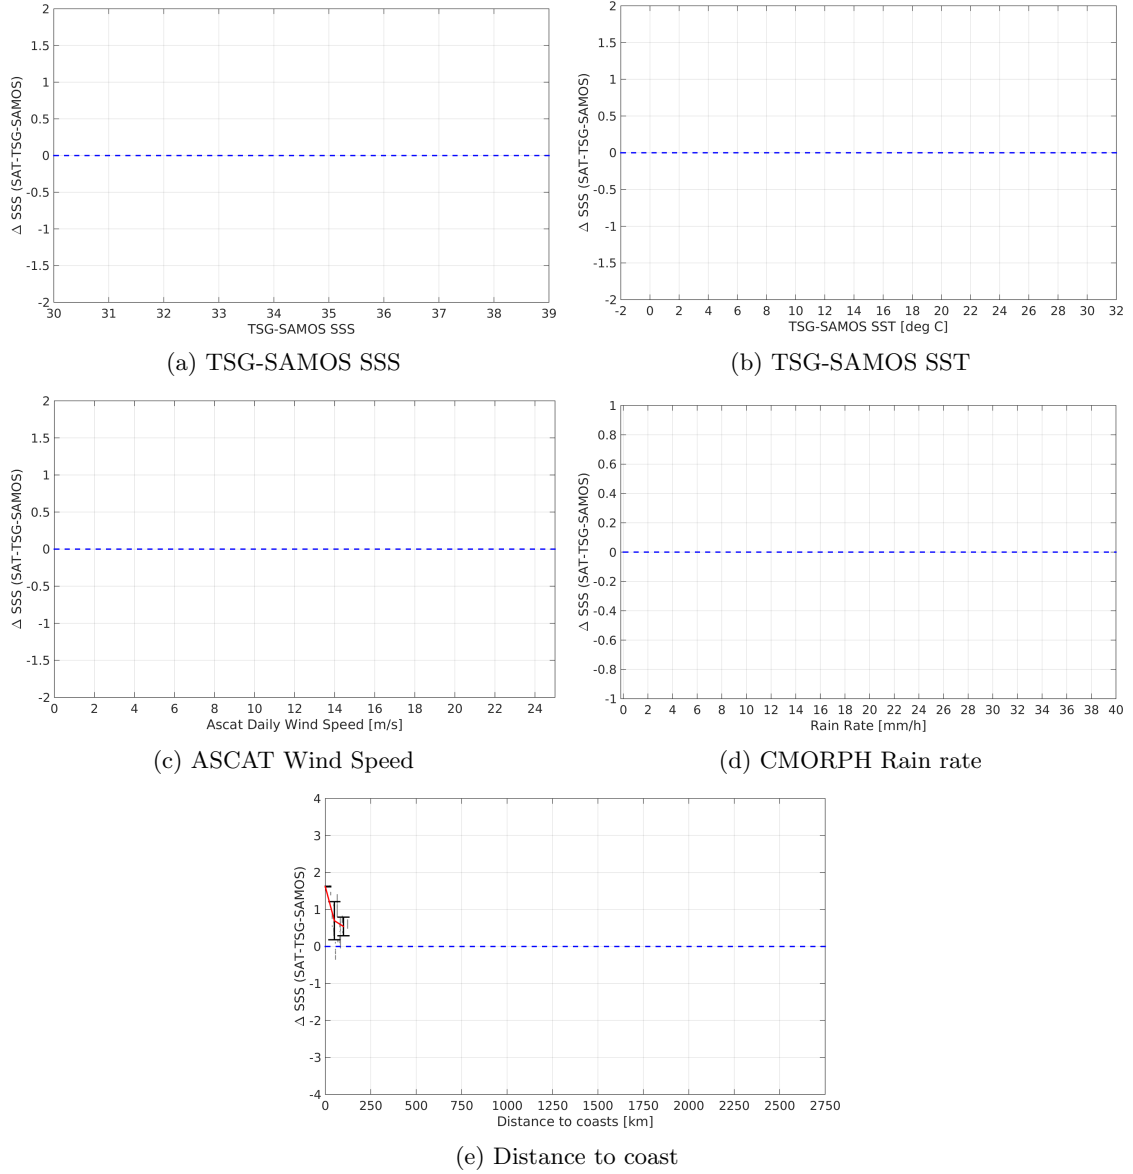 2
1.5
1
0.5
0
-0.5
-1
-1.5
-2
Δ SSS (SAT-TSG-SAMOS)
30 31 32 33 34 35 36 37 38 39
TSG-SAMOS SSS
(a) TSG-SAMOS SSS
2
1.5
1
0.5
0
-0.5
-1
-1.5
-2
Δ SSS (SAT-TSG-SAMOS)
-2 0 2 4 6 8 10 12 14 16 18 20 22 24 26 28 30 32
TSG-SAMOS SST [deg C]
(b) TSG-SAMOS SST
2
1.5
1
0.5
0
-0.5
-1
-1.5
-2
Δ SSS (SAT-TSG-SAMOS)
0 2 4 6 8 10 12 14 16 18 20 22 24
Ascat Daily Wind Speed [m/s]
(c) ASCAT Wind Speed
1
0.8
0.6
0.4
0.2
0
-0.2
-0.4
-0.6
-0.8
-1
Δ SSS (SAT-TSG-SAMOS)
0 2 4 6 8 10 12 14 16 18 20 22 24 26 28 30 32 34 36 38 40
Rain Rate [mm/h]
(d) CMORPH Rain rate
4
3
2
1
0
-1
-2
-3
-4
Δ SSS (SAT-TSG-SAMOS)
0 250 500 750 1000 1250 1500 1750 2000 2250 2500 2750
Distance to coasts [km]
(e) Distance to coast